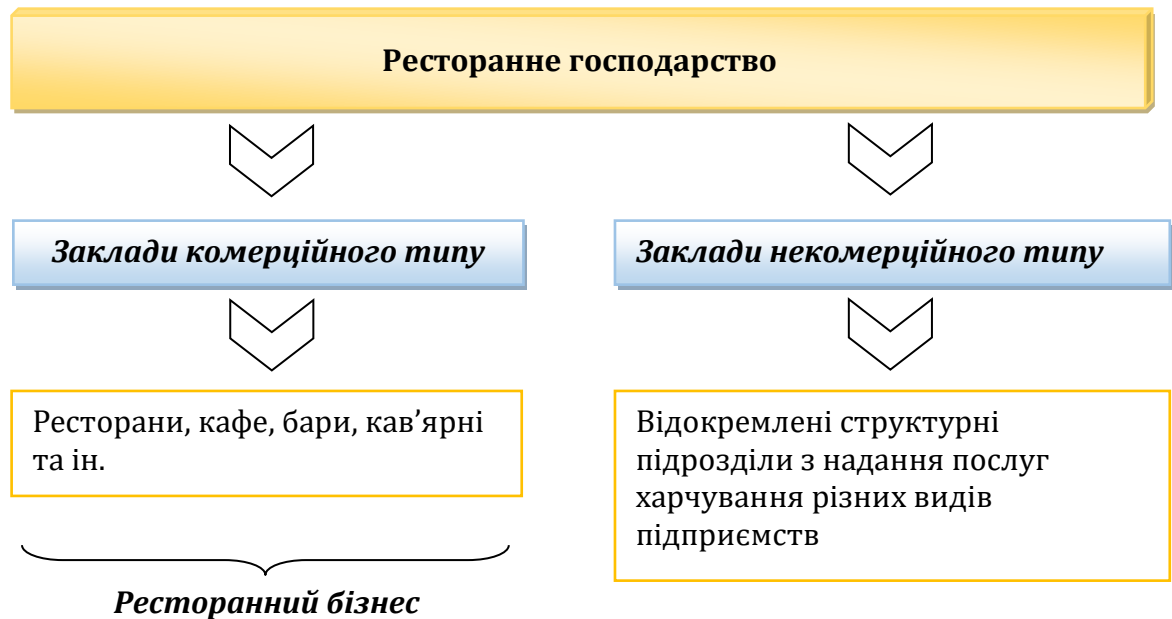 Ресторанне господарство
Заклади комерційного типу
Заклади некомерційного типу
Ресторани, кафе, бари, кав’ярні
та ін.
Відокремлені структурні
підрозділи з надання послуг
харчування різних видів
підприємств
Ресторанний бізнес